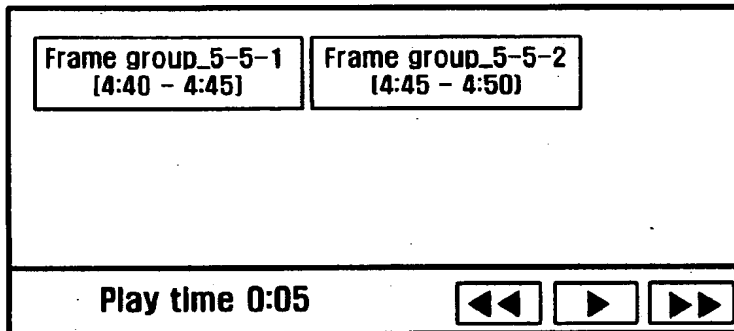 Frame group_5-5-1
(4:40 - 4:45)
Frame group_5-5-2
(4:45 - 4:50)
Play time 0:05